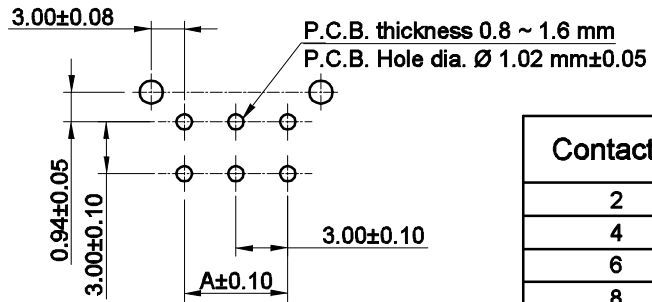 3.00±0.08
P.C.B. thickness 0.8 ~ 1.6 mm
P.C.B. Hole dia. Ø 1.02 mm±0.05
0.94±0.05
3.00±0.10
3.00±0.10
A±0.10
Contact
2
4
6
8